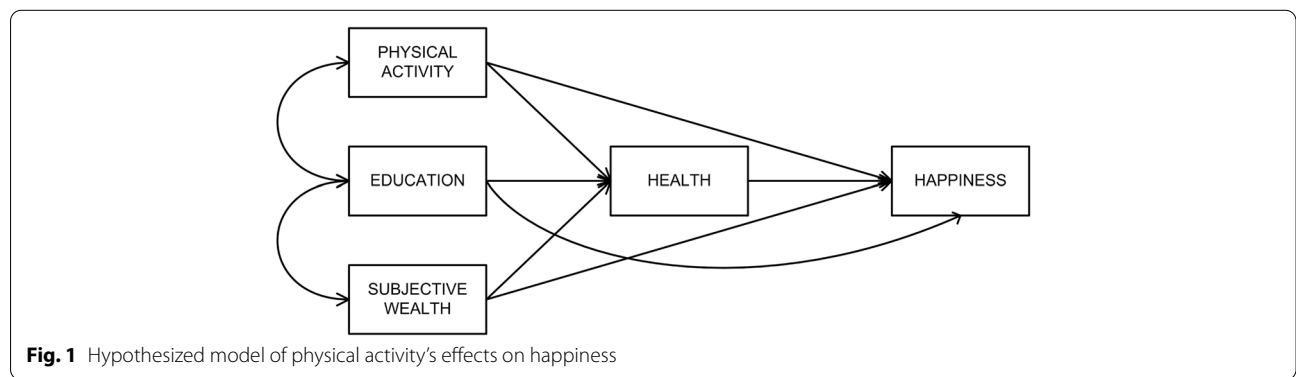 PHYSICAL
ACTIVITY
EDUCATION
HEALTH
HAPPINESS
SUBJECTIVE
WEALTH
Fig. 1 Hypothesized model of physical activity’s effects on happiness